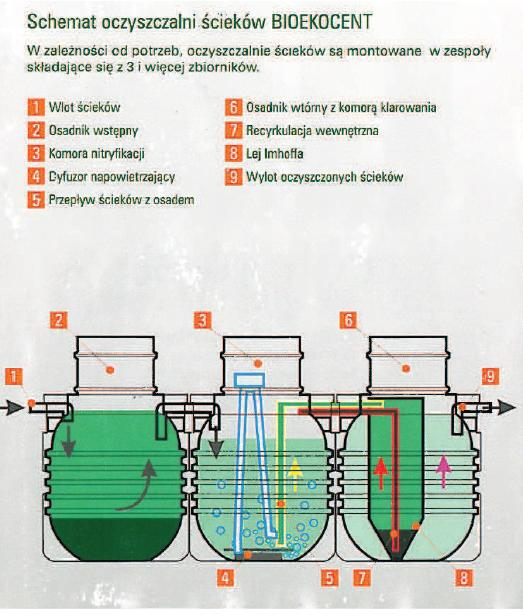 Schemat oczyszczalni ścieków BIOEKOCENT
W zależności od potrzeb, oczyszczalnie ścieków są montowane w zespoły
składające się z 3 i więcej zbiorników.
1 Wlot ścieków
2 Osadnik wstępny
3 Komora nitryfikacji
4 Dyfuzor napowietrzający
5 Przepływ ścieków z osadem
6 Osadnik wtórny z komorą klarowania
7 Recyrkulacja wewnętrzna
8 Lej Imhoffa
9 Wylot oczyszczonych ścieków
2 3 6
1 9
4 5 7 8